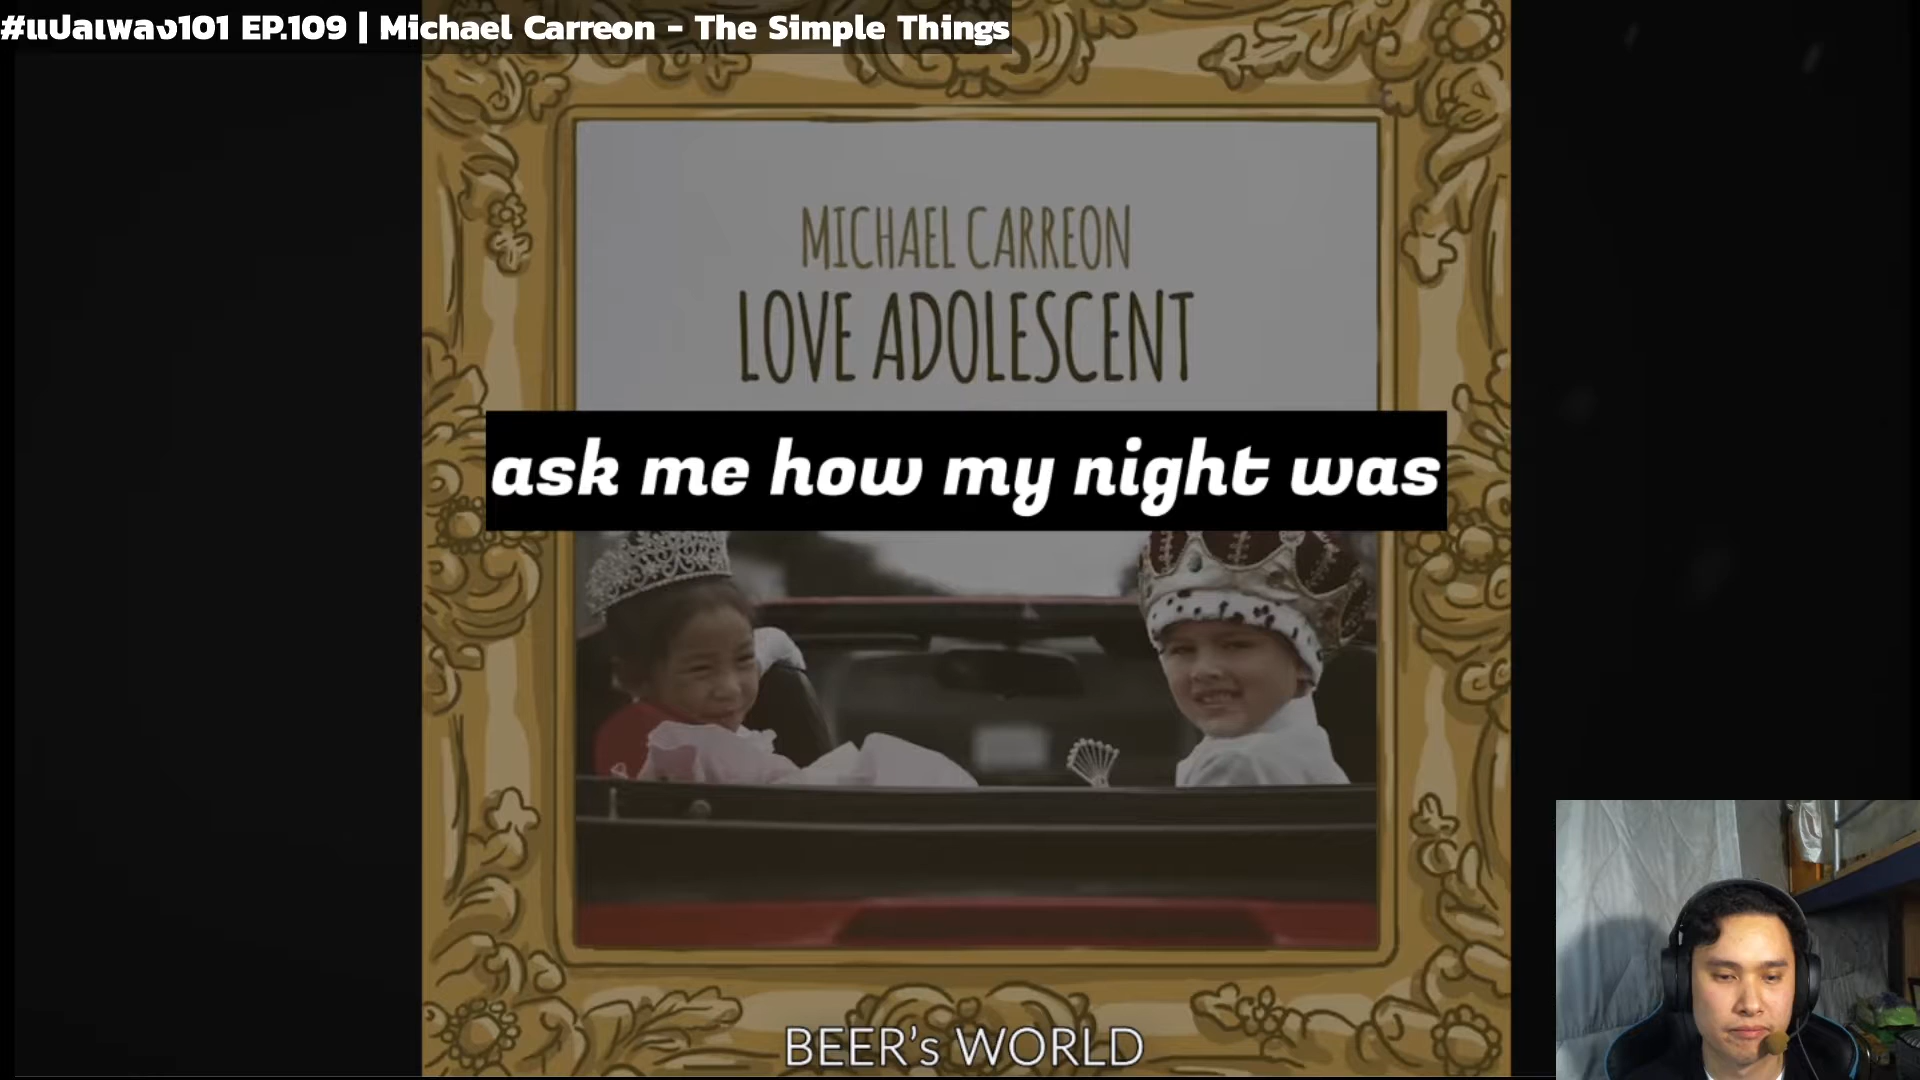 #แปลเพลง101 EP.109 | Michael Carreon - The Simple Things
MICHAEL CARREON
LOVE ADOLESCENT
ask me how my night was
BEER's WORLD